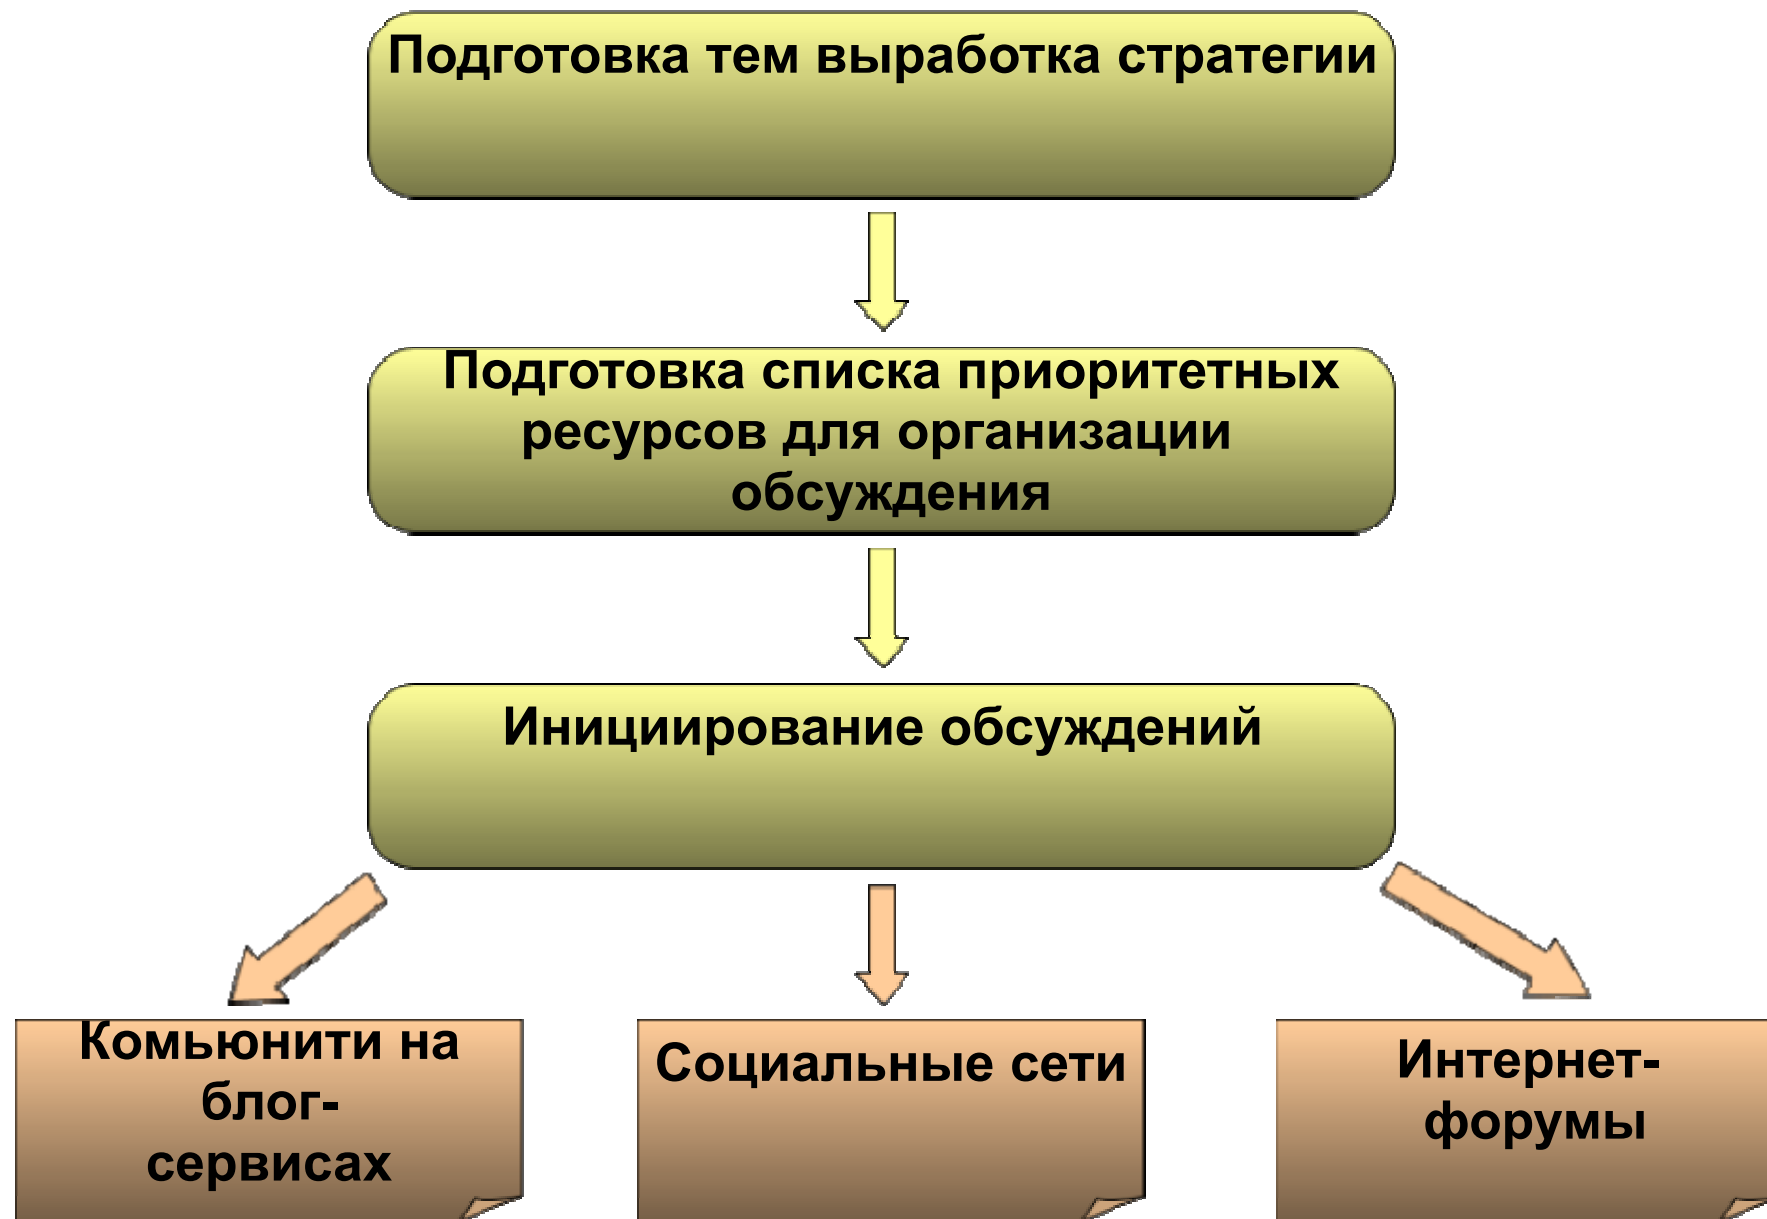 Подготовка тем выработка стратегии
Подготовка списка приоритетных
ресурсов для организации
обсуждения
Инициирование обсуждений
Комьюнити на
блог-
сервисах
Социальные сети
Интернет-
форумы